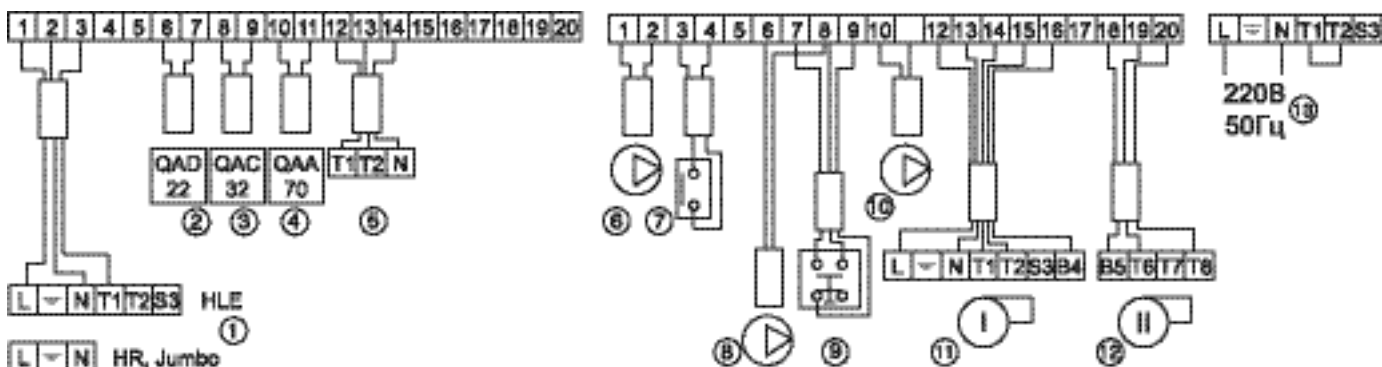 1 2 3 4 5 6 7 8 9 10 11 12 13 14 15 16 17 18 19 20
1 2 3 4 5 6 7 8 9 10 12 13 14 15 16 17 18 19 20
L N T1 T2 S3
QAD 22
QAC 32
QAA 70
T1 T2 N
2 3 4 5
6 7
10
220В
50Гц
13
L N T1 T2 S3 HLE
1
L N HR, Jumbo
L N T1 T2 S3 B4
B5 T6 T7 T8
I
II
8 9 11 12